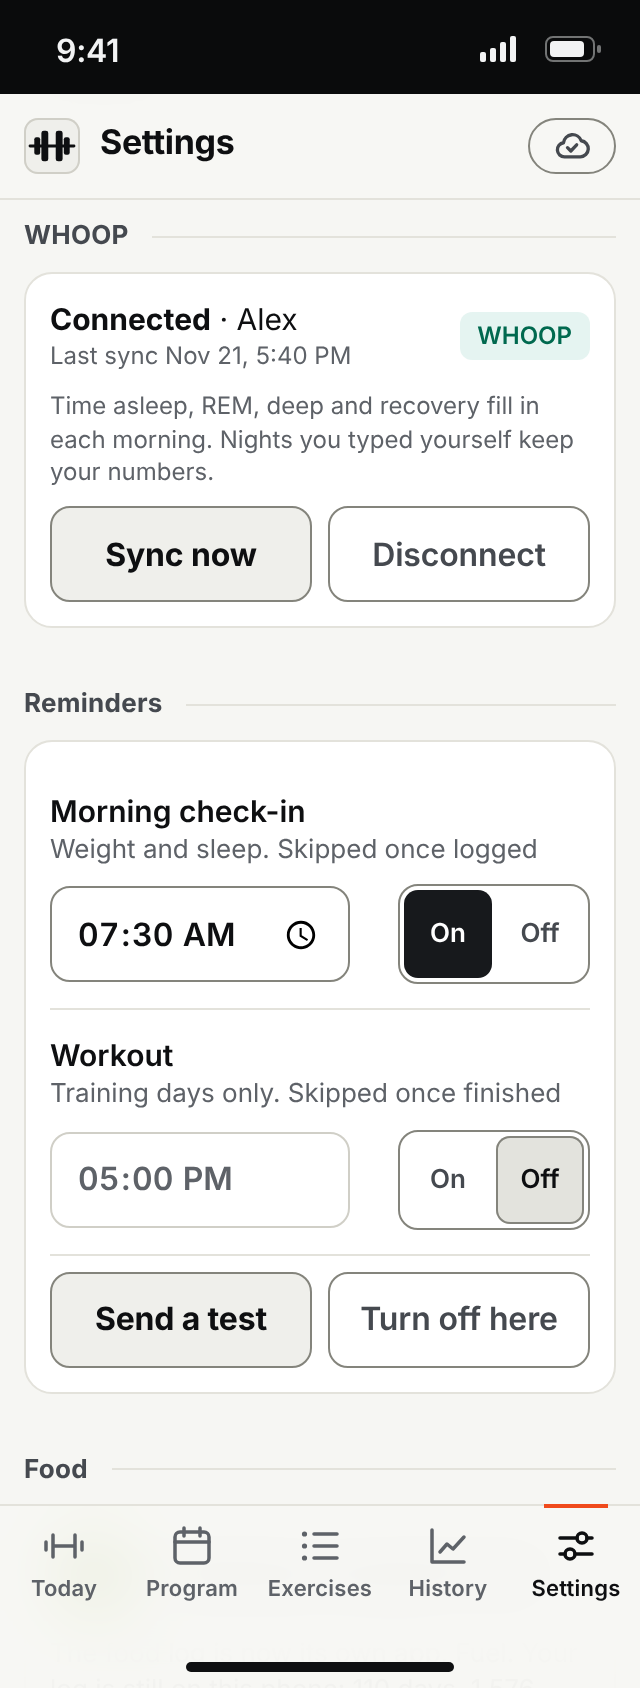 9:41
Settings
WHOOP
Connected · Alex
WHOOP
Last sync Nov 21, 5:40 PM
Time asleep, REM, deep and recovery fill in
each morning. Nights you typed yourself keep
your numbers.
Sync now
Disconnect
Reminders
Morning check-in
Weight and sleep. Skipped once logged
07:30 AM
On
Off
Workout
Training days only. Skipped once finished
05:00 PM
On
Off
Send a test
Turn off here
Food
Today
Program
Exercises
History
Settings